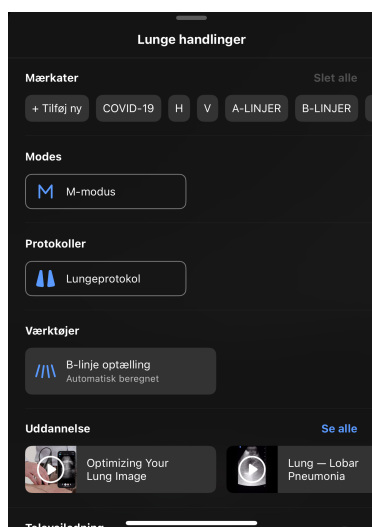 Lunge handlinger
Mærkater
Slet alle
+ Tilføj ny
COVID-19
H
V
A-LINJER
B-LINJER
Modes
M-modus
Protokoller
Lungeprotokol
Værktøjer
B-linje optælling
Automatisk beregnet
Uddannelse
Se alle
Optimizing Your
Lung Image
Lung — Lobar
Pneumonia